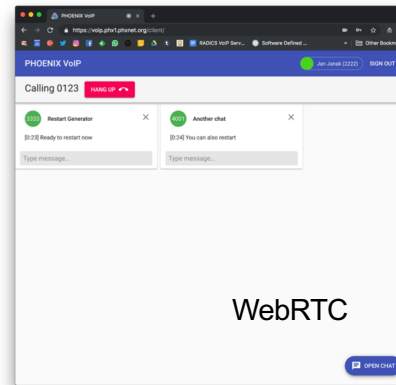 PHOENIX VoIP
https://voip.phx1.phxnet.org/client/
RADICS VoIP Serv... Software Defined ... Other Bookm
PHOENIX VoIP Jan Janak (2222) SIGN OUT
Calling 0123 HANG UP
3333 Restart Generator
[0:23] Ready to restart now
Type message...
4001 Another chat
[0:24] You can also restart
Type message...
WebRTC
OPEN CHAT